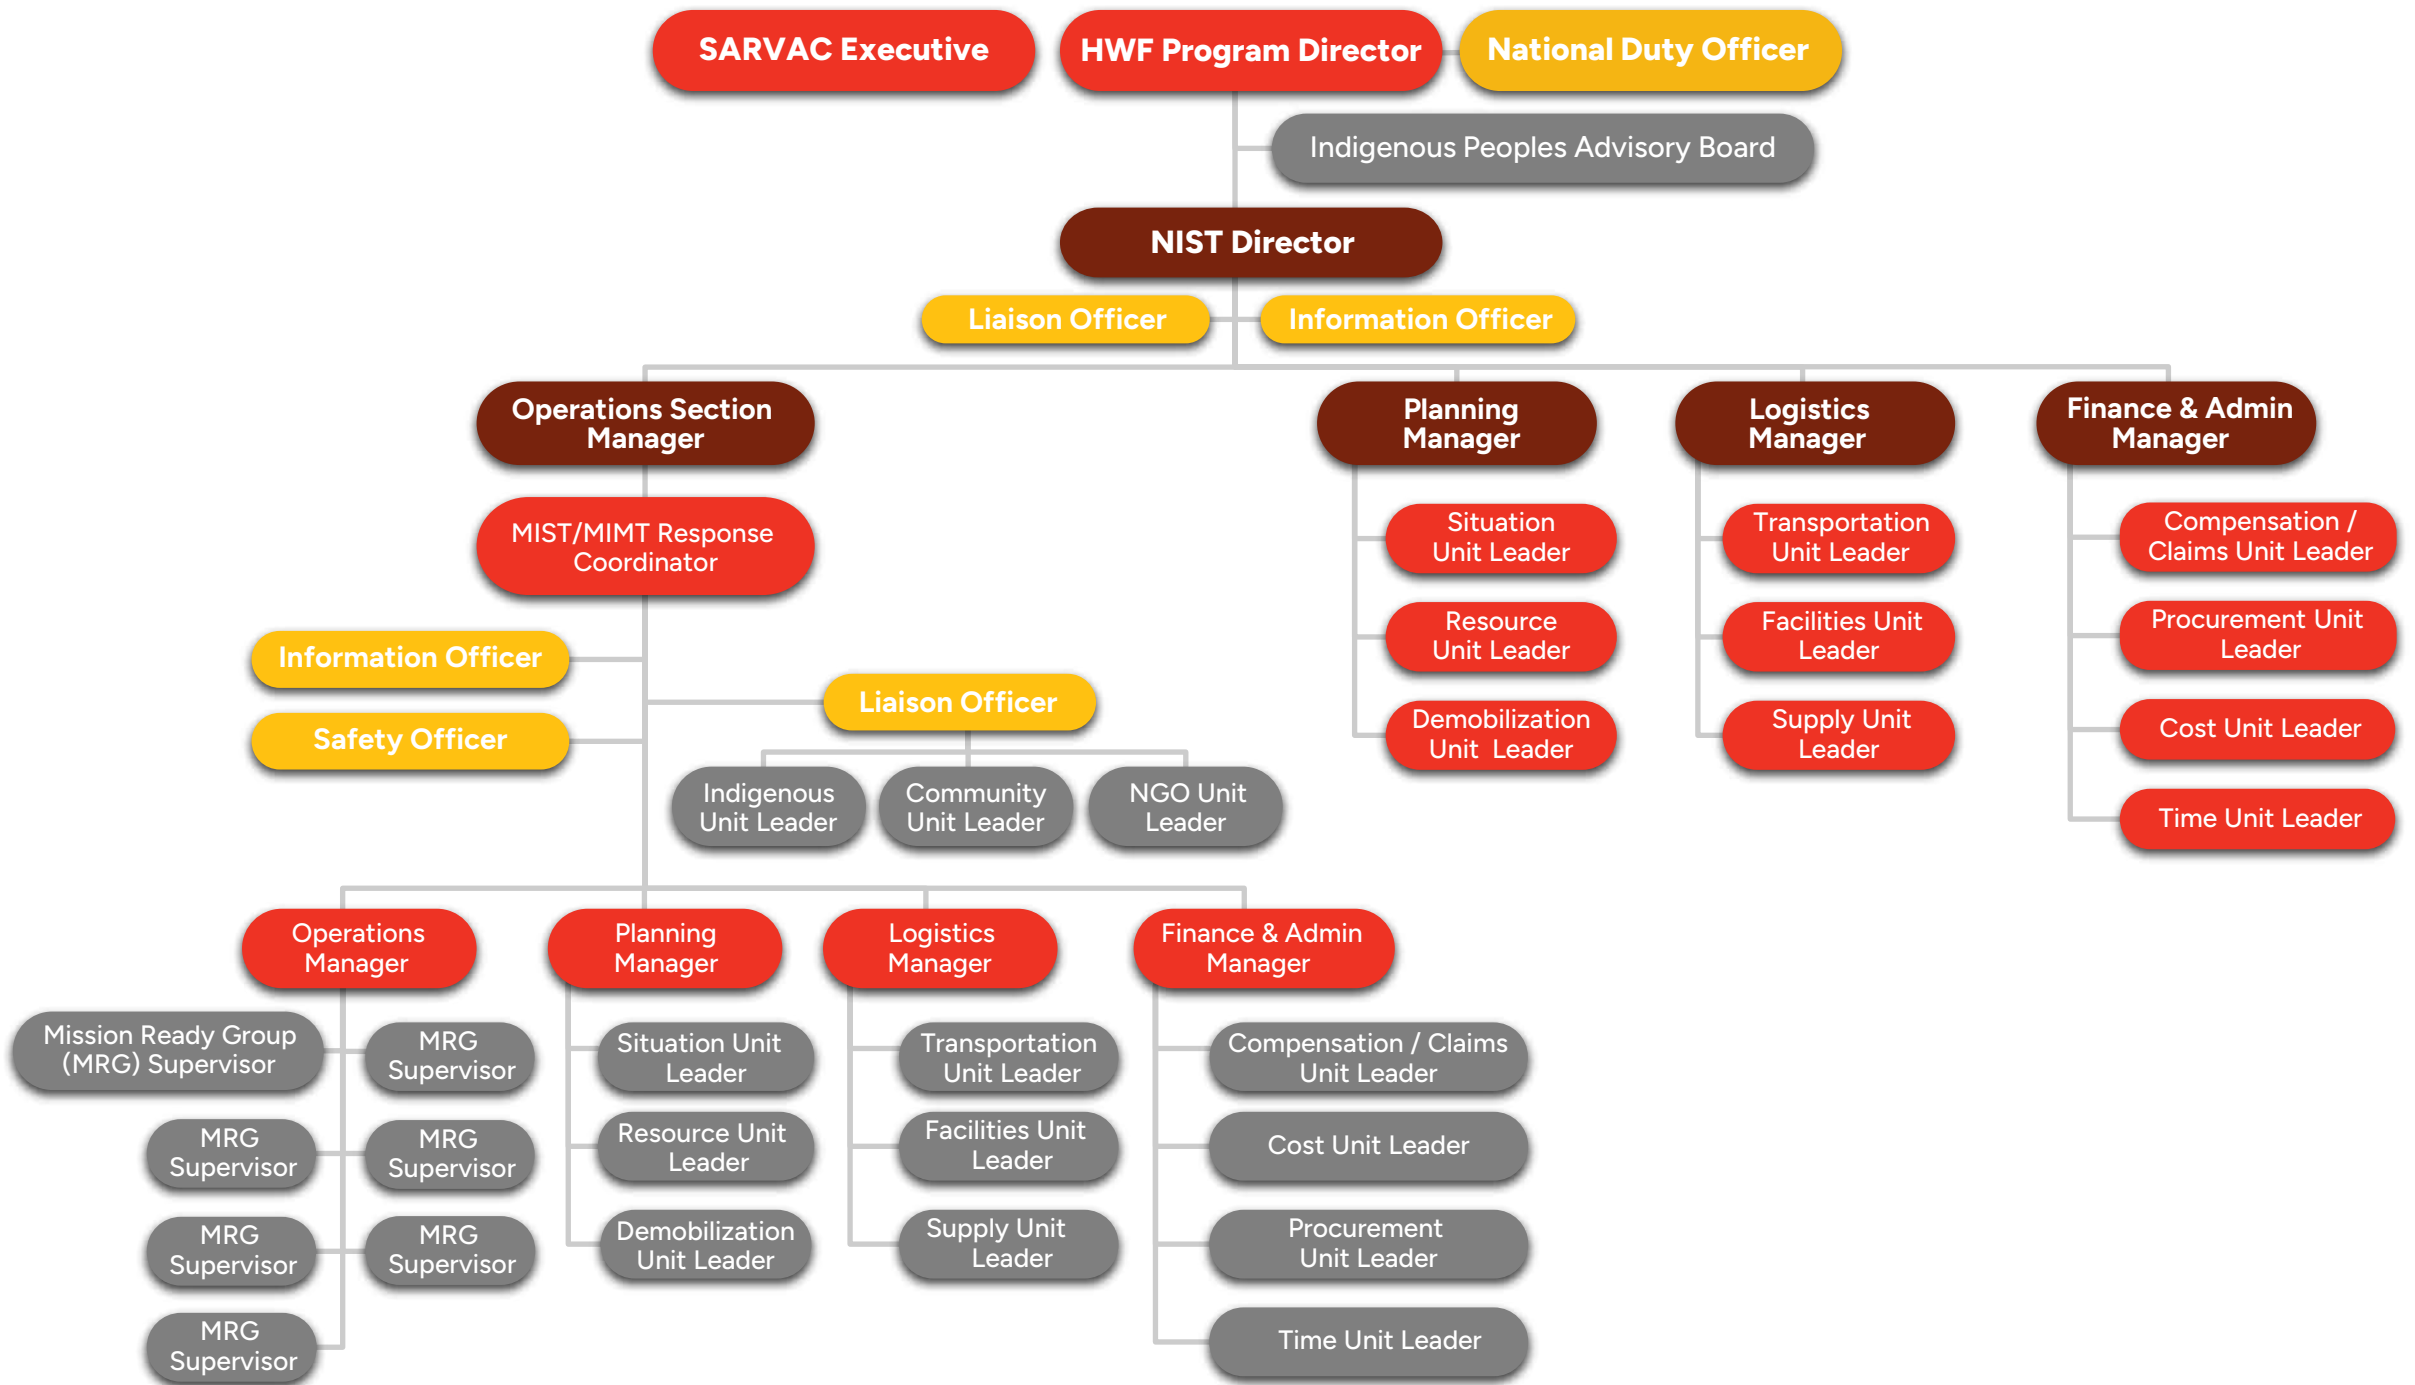 SARVAC Executive
HWF Program Director
National Duty Officer
Indigenous Peoples Advisory Board
NIST Director
Liaison Officer
Information Officer
Operations Section
Manager
Planning
Manager
Logistics
Manager
Finance & Admin
Manager
MIST/MIMT Response
Coordinator
Situation
Unit Leader
Resource
Unit Leader
Demobilization
Unit Leader
Transportation
Unit Leader
Facilities Unit
Leader
Supply Unit
Leader
Compensation /
Claims Unit Leader
Procurement Unit
Leader
Cost Unit Leader
Time Unit Leader
Information Officer
Safety Officer
Liaison Officer
Indigenous
Unit Leader
Community
Unit Leader
NGO Unit
Leader
Operations
Manager
Planning
Manager
Logistics
Manager
Finance & Admin
Manager
Mission Ready Group
(MRG) Supervisor
MRG
Supervisor
MRG
Supervisor
MRG
Supervisor
MRG
Supervisor
MRG
Supervisor
MRG
Supervisor
Situation Unit
Leader
Resource Unit
Leader
Demobilization
Unit Leader
Transportation
Unit Leader
Facilities Unit
Leader
Supply Unit
Leader
Compensation / Claims
Unit Leader
Cost Unit Leader
Procurement
Unit Leader
Time Unit Leader